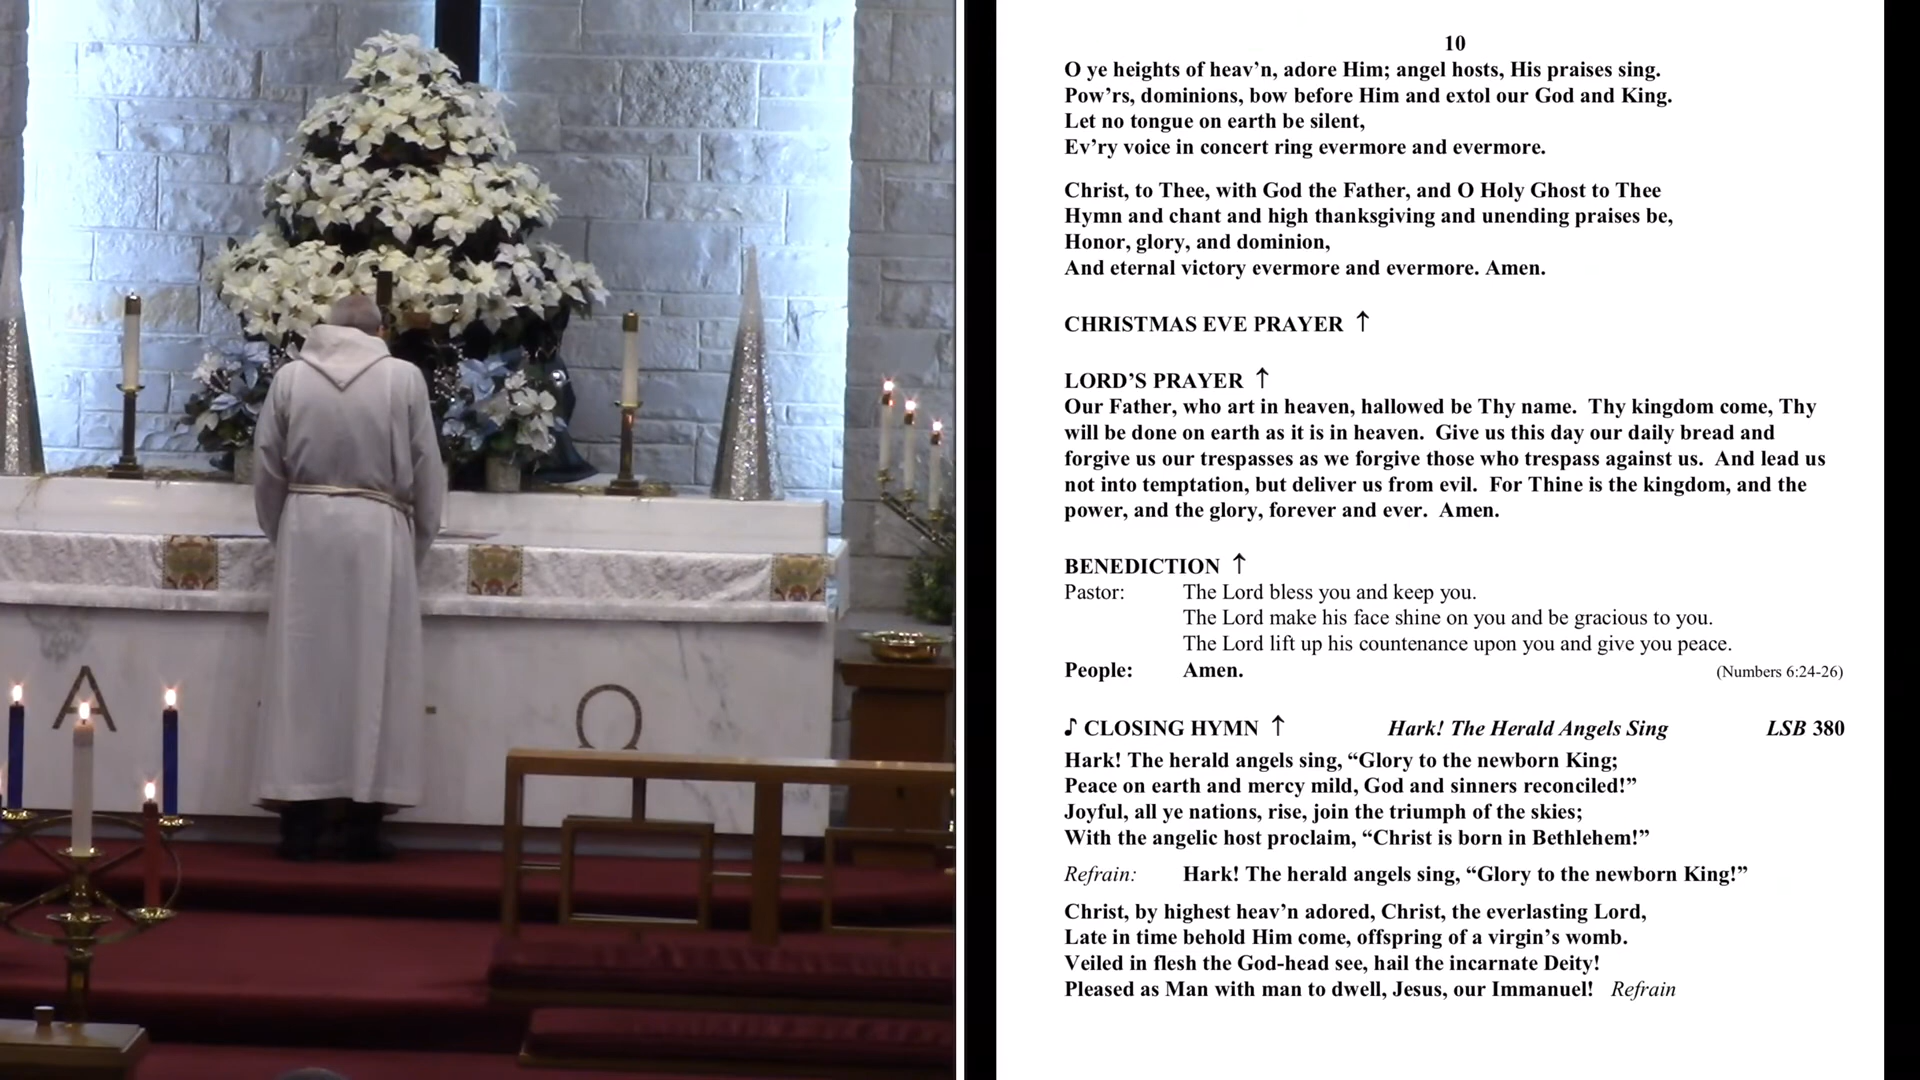 Α
Ω
10
O ye heights of heav’n, adore Him; angel hosts, His praises sing.
Pow’rs, dominions, bow before Him and extol our God and King.
Let no tongue on earth be silent,
Ev’ry voice in concert ring evermore and evermore.
Christ, to Thee, with God the Father, and O Holy Ghost to Thee
Hymn and chant and high thanksgiving and unending praises be,
Honor, glory, and dominion,
And eternal victory evermore and evermore. Amen.
CHRISTMAS EVE PRAYER ↑
LORD’S PRAYER ↑
Our Father, who art in heaven, hallowed be Thy name.  Thy kingdom come, Thy
will be done on earth as it is in heaven.  Give us this day our daily bread and
forgive us our trespasses as we forgive those who trespass against us.  And lead us
not into temptation, but deliver us from evil.  For Thine is the kingdom, and the
power, and the glory, forever and ever.  Amen.
BENEDICTION ↑
Pastor: The Lord bless you and keep you.
The Lord make his face shine on you and be gracious to you.
The Lord lift up his countenance upon you and give you peace.
People: Amen. (Numbers 6:24-26)
♪ CLOSING HYMN ↑ Hark! The Herald Angels Sing LSB 380
Hark! The herald angels sing, “Glory to the newborn King;
Peace on earth and mercy mild, God and sinners reconciled!”
Joyful, all ye nations, rise, join the triumph of the skies;
With the angelic host proclaim, “Christ is born in Bethlehem!”
Refrain: Hark! The herald angels sing, “Glory to the newborn King!”
Christ, by highest heav’n adored, Christ, the everlasting Lord,
Late in time behold Him come, offspring of a virgin’s womb.
Veiled in flesh the God-head see, hail the incarnate Deity!
Pleased as Man with man to dwell, Jesus, our Immanuel! Refrain